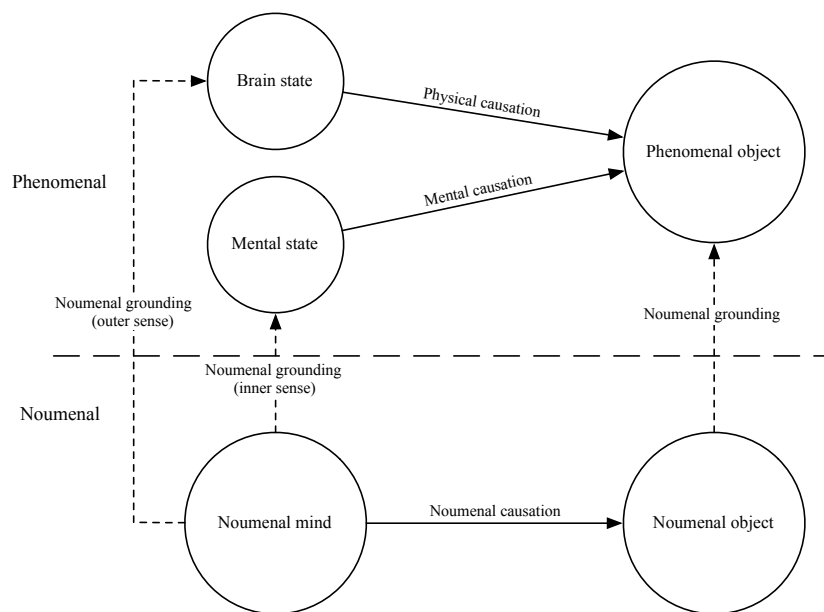 Brain state
Physical causation
Phenomenal object
Phenomenal
Mental causation
Mental state
Noumenal grounding
(outer sense)
Noumenal grounding
Noumenal grounding
(inner sense)
Noumenal
Noumenal mind
Noumenal causation
Noumenal object